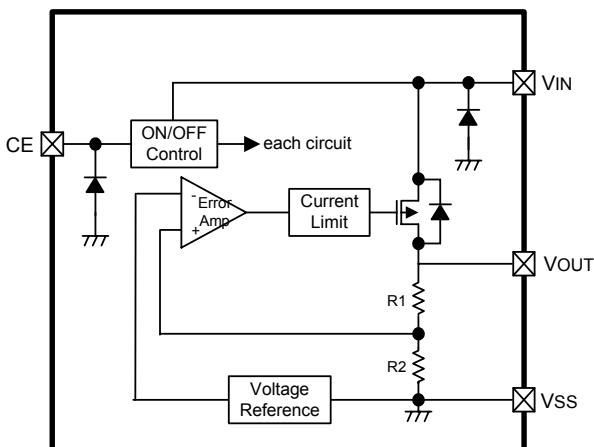 VIN
CE
ON/OFF
Control
each circuit
-
Error
Amp
+
Current
Limit
VOUT
R1
R2
Voltage
Reference
VSS